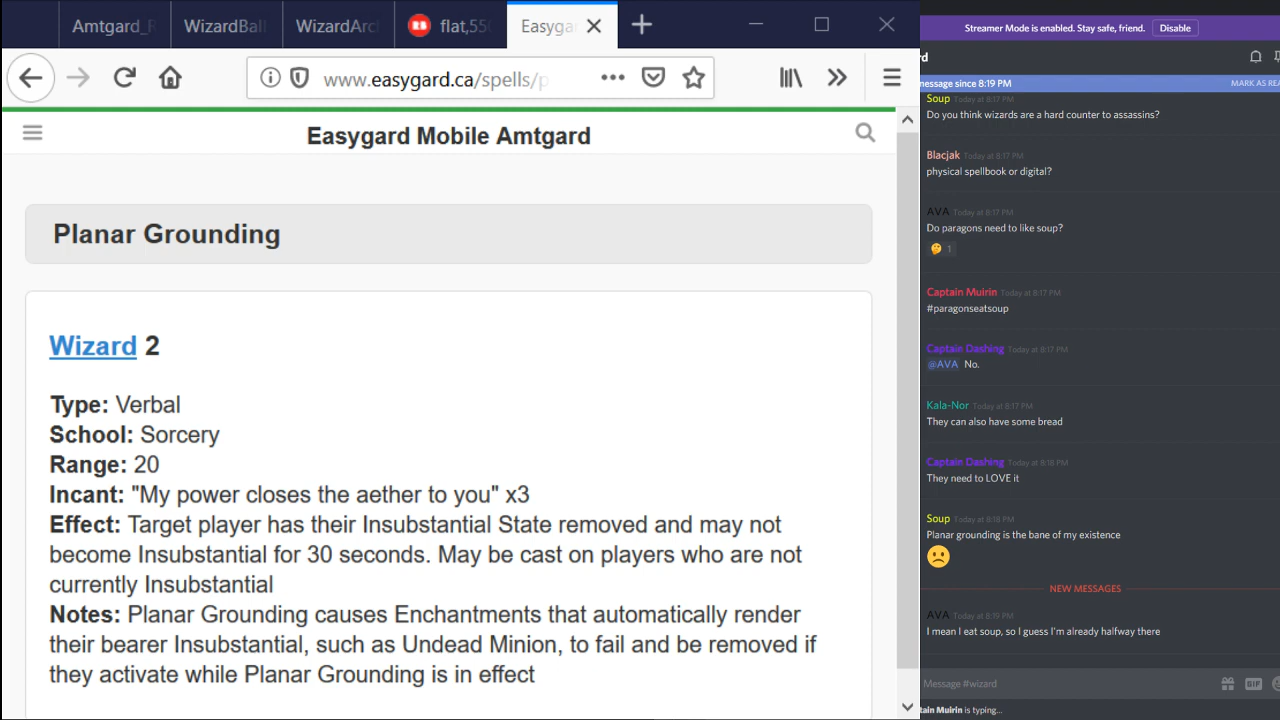 Amtgard_R
WizardBall
WizardArc
flat,550
Easygar
www.easygard.ca/spells/p
Easygard Mobile Amtgard
Planar Grounding
Wizard 2
Type: Verbal
School: Sorcery
Range: 20
Incant: "My power closes the aether to you" x3
Effect: Target player has their Insubstantial State removed and may not
become Insubstantial for 30 seconds. May be cast on players who are not
currently Insubstantial
Notes: Planar Grounding causes Enchantments that automatically render
their bearer Insubstantial, such as Undead Minion, to fail and be removed if
they activate while Planar Grounding is in effect
Streamer Mode is enabled. Stay safe, friend. Disable
rd
message since 8:19 PM MARK AS REA
Soup Today at 8:17 PM
Do you think wizards are a hard counter to assassins?
Blacjak Today at 8:17 PM
physical spellbook or digital?
AVA Today at 8:17 PM
Do paragons need to like soup?
1
Captain Muirin Today at 8:17 PM
#paragonseatsoup
Captain Dashing Today at 8:17 PM
@AVA No.
Kala-Nor Today at 8:17 PM
They can also have some bread
Captain Dashing Today at 8:18 PM
They need to LOVE it
Soup Today at 8:18 PM
Planar grounding is the bane of my existence
NEW MESSAGES
AVA Today at 8:19 PM
I mean I eat soup, so I guess I'm already halfway there
Message #wizard
GIF
tain Muirin is typing...